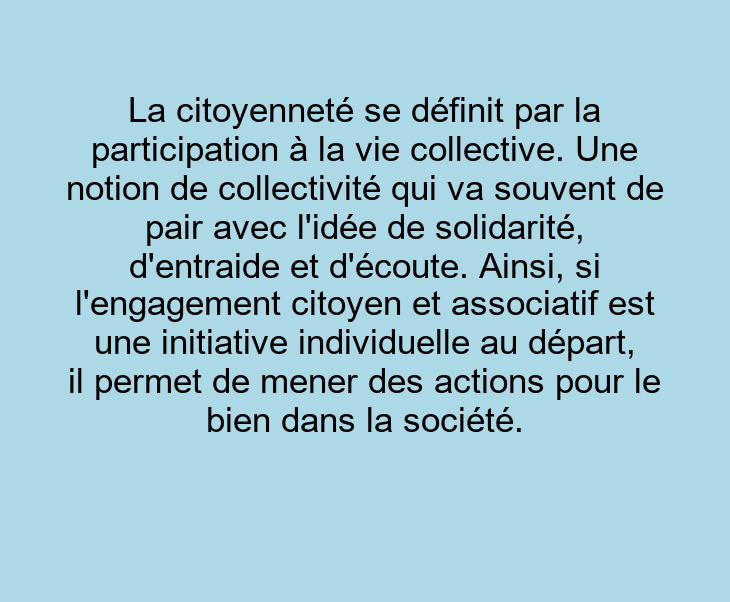 La citoyenneté se définit par la
participation à la vie collective. Une
notion de collectivité qui va souvent de
pair avec l'idée de solidarité,
d'entraide et d'écoute. Ainsi, si
l'engagement citoyen et associatif est
une initiative individuelle au départ,
il permet de mener des actions pour le
bien dans la société.